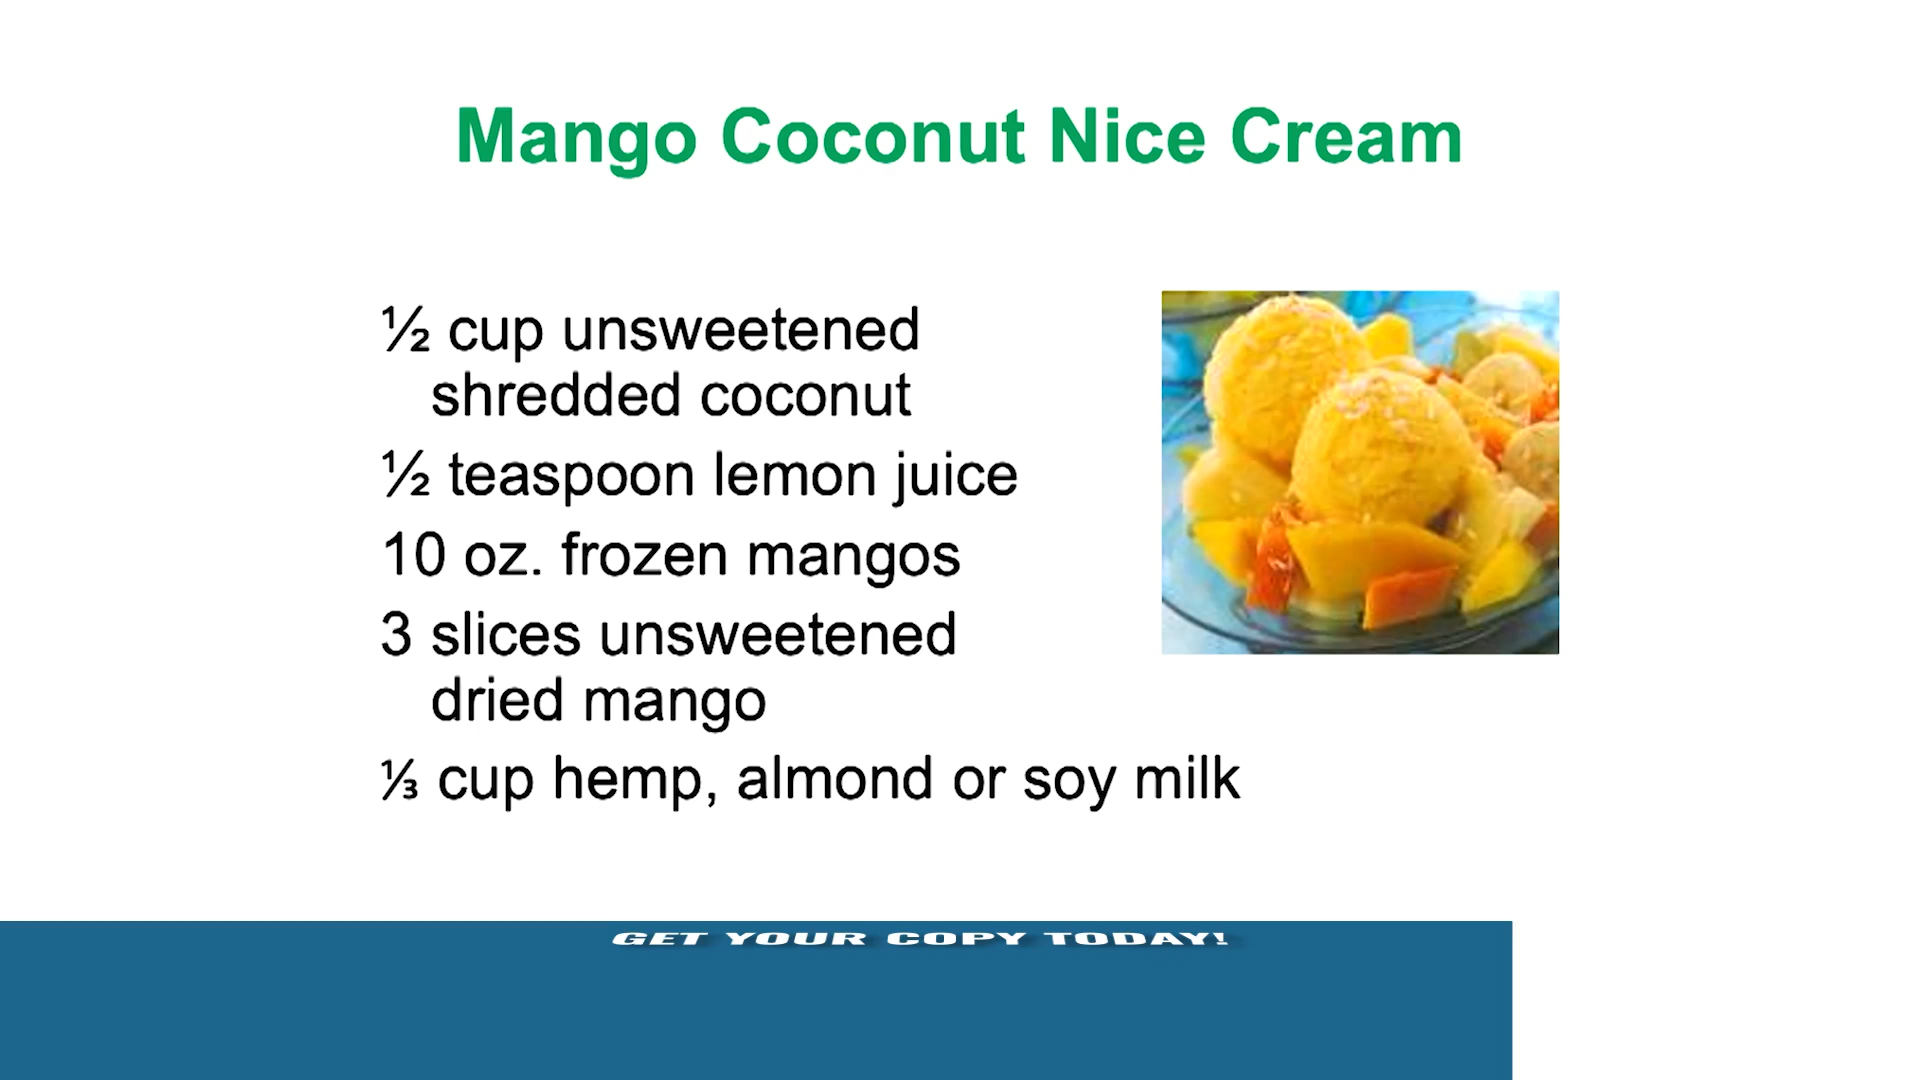 Mango Coconut Nice Cream
½ cup unsweetened
shredded coconut
½ teaspoon lemon juice
10 oz. frozen mangos
3 slices unsweetened
dried mango
⅓ cup hemp, almond or soy milk
GET YOUR COPY TODAY!